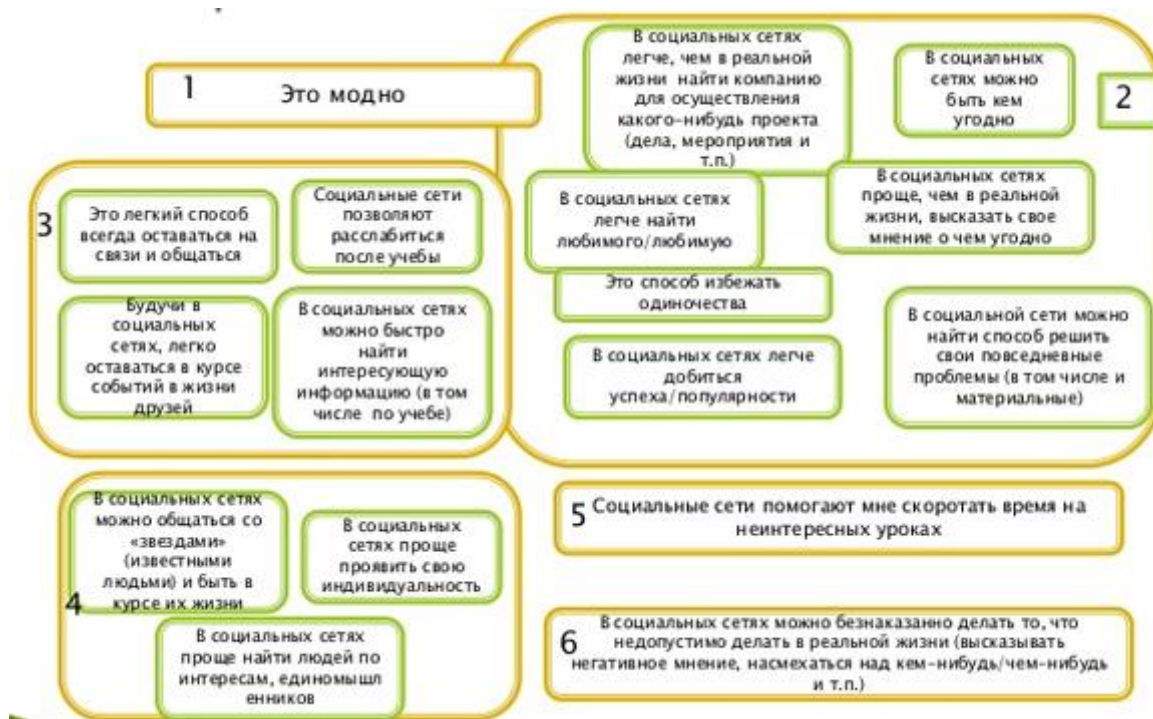 1
Это модно
2
В социальных сетях
легче, чем в реальной
жизни найти компанию
для осуществления
какого-нибудь проекта
(дела, мероприятия и
т.п.)
В социальных
сетях можно
быть кем
угодно
В социальных сетях
легче найти
любимого/любимую
В социальных сетях
проще, чем в реальной
жизни, высказать свое
мнение о чем угодно
Это способ избежать
одиночества
В социальных сетях легче
добиться
успеха/популярности
В социальной сети можно
найти способ решить
свои повседневные
проблемы (в том числе и
материальные)
3
Это легкий способ
всегда оставаться на
связи и общаться
Социальные сети
позволяют
расслабиться
после учебы
Будучи в
социальных
сетях, легко
оставаться в курсе
событий в жизни
друзей
В социальных сетях
можно быстро
найти
интересующую
информацию (в том
числе по учебе)
4
В социальных сетях
можно общаться со
«звездами»
(известными
людьми) и быть в
курсе их жизни
В социальных
сетях проще
проявить свою
индивидуальность
В социальных сетях
проще найти людей по
интересам, единомышл
енников
5
Социальные сети помогают мне скоротать время на
неинтересных уроках
6
В социальных сетях можно безнаказанно делать то, что
недопустимо делать в реальной жизни (высказывать
негативное мнение, насмехаться над кем-нибудь/чем-нибудь
и т.п.)